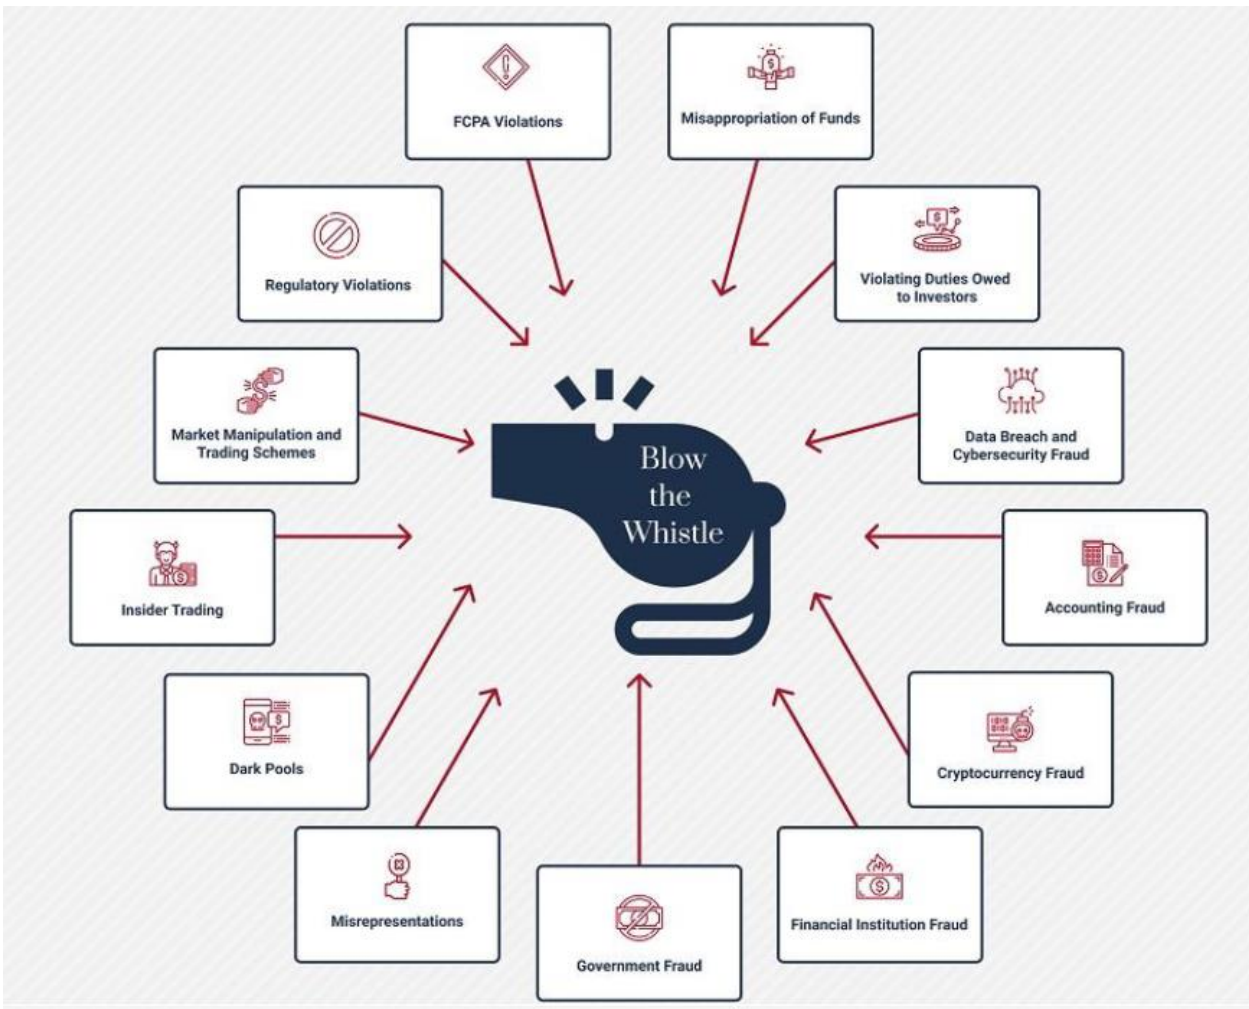 FCPA Violations
Misappropriation of Funds
Regulatory Violations
Violating Duties Owed
to Investors
Market Manipulation and
Trading Schemes
Data Breach and
Cybersecurity Fraud
Blow
the
Whistle
Insider Trading
Accounting Fraud
Dark Pools
Cryptocurrency Fraud
Misrepresentations
Financial Institution Fraud
Government Fraud